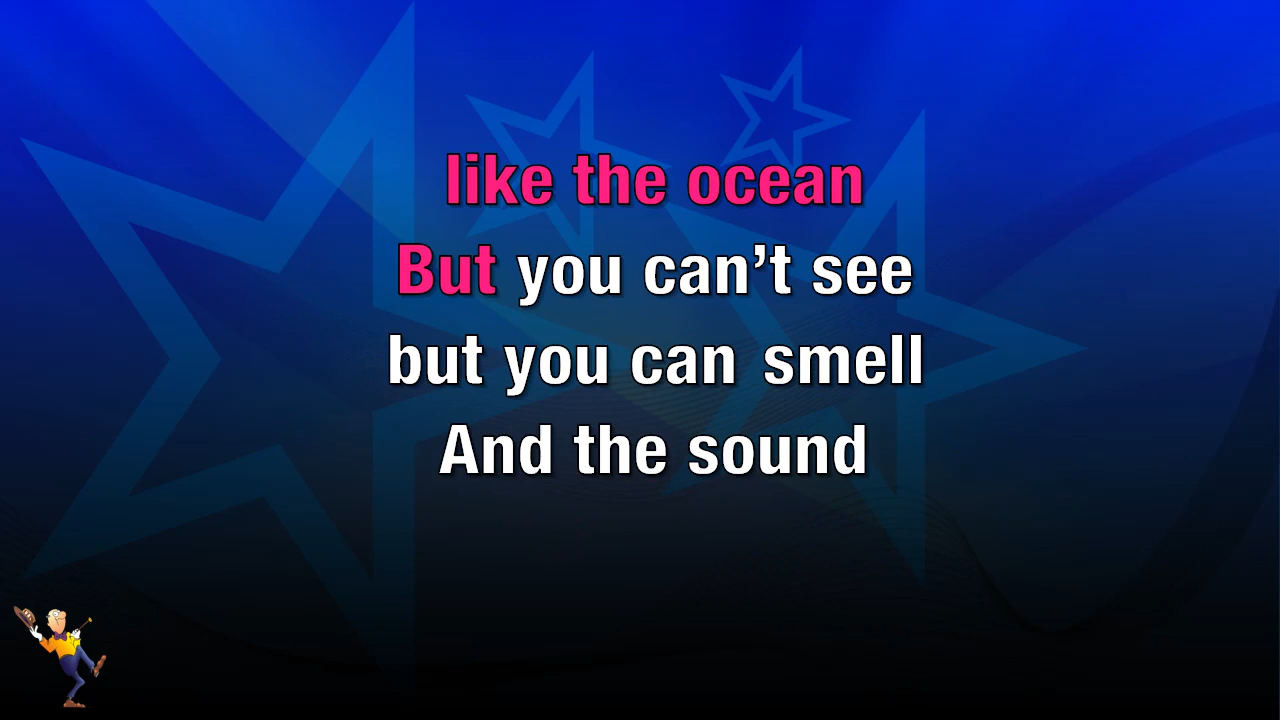 like the ocean
But you can’t see
but you can smell
And the sound